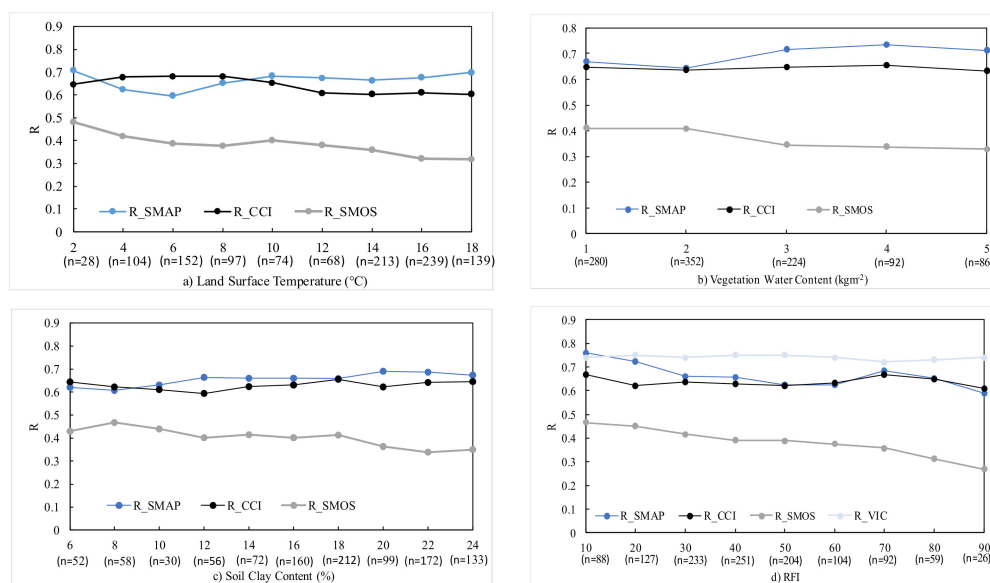 0.9
0.8
0.7
0.6
0.5
0.4
0.3
0.2
0.1
0
R
R_SMAP R_CCI R_SMOS
2 4 6 8 10 12 14 16 18
(n=28) (n=104) (n=152) (n=97) (n=74) (n=68) (n=213) (n=239) (n=139)
a) Land Surface Temperature (°C)
0.8
0.7
0.6
0.5
0.4
0.3
0.2
0.1
0
R
R_SMAP R_CCI R_SMOS
1 2 3 4 5
(n=280) (n=352) (n=224) (n=92) (n=86
b) Vegetation Water Content (kgm-2)
0.9
0.8
0.7
0.6
0.5
0.4
0.3
0.2
0.1
0
R
R_SMAP R_CCI R_SMOS
6 8 10 12 14 16 18 20 22 24
(n=52) (n=58) (n=30) (n=56) (n=72) (n=160) (n=212) (n=99) (n=172) (n=133)
c) Soil Clay Content (%)
0.9
0.8
0.7
0.6
0.5
0.4
0.3
0.2
0.1
0
R
R_SMAP R_CCI R_SMOS R_VIC
10 20 30 40 50 60 70 80 90
(n=88) (n=127) (n=233) (n=251) (n=204) (n=104) (n=92) (n=59) (n=26)
d) RFI